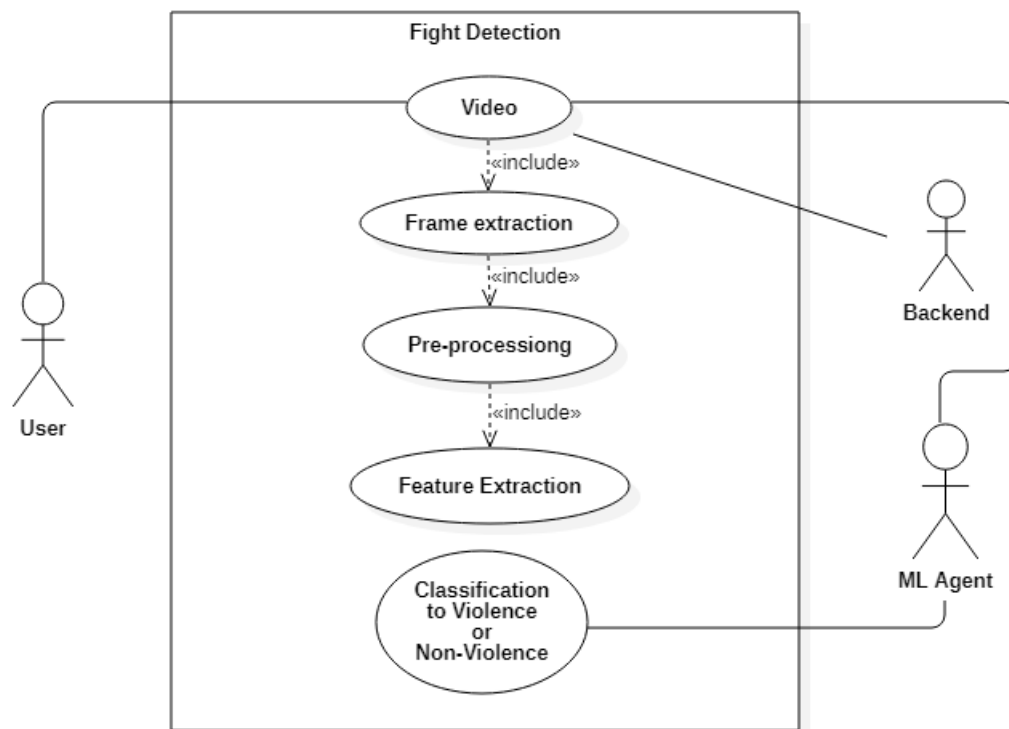 Fight Detection
Video
«include»
Frame extraction
«include»
Backend
Pre-processiong
«include»
User
Feature Extraction
ML Agent
Classification
to Violence
or
Non-Violence